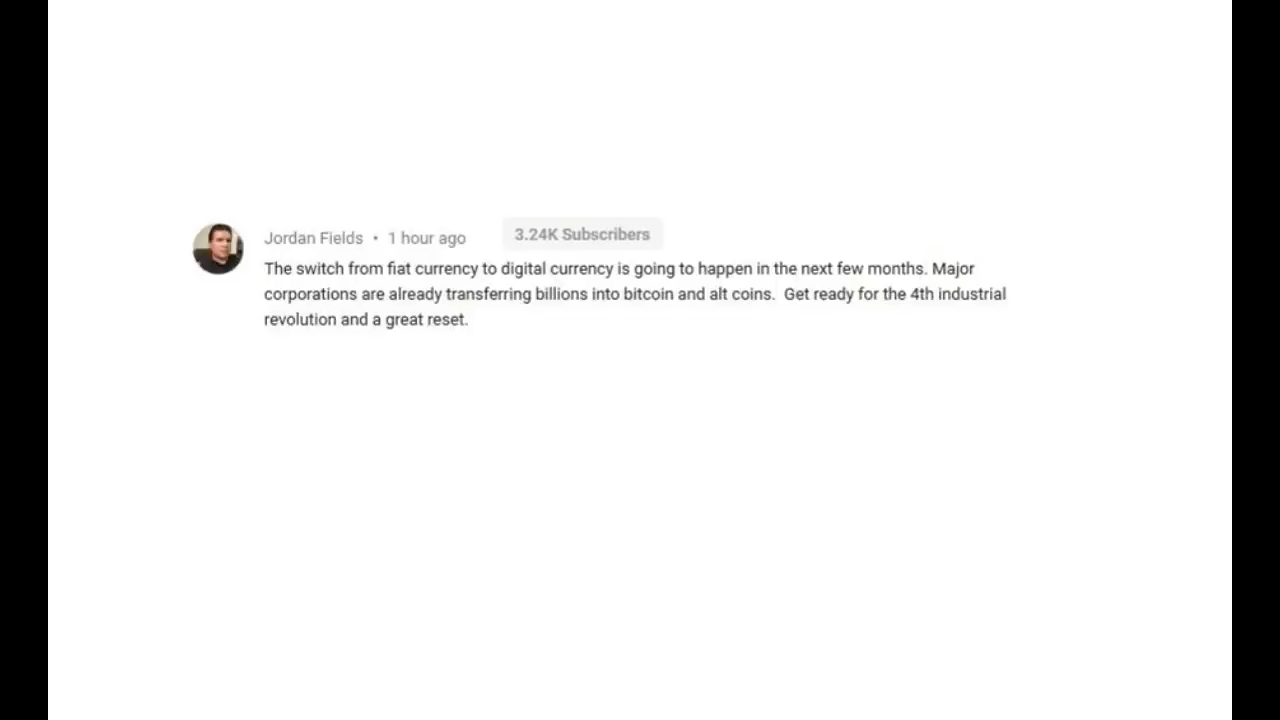 Jordan Fields • 1 hour ago 3.24K Subscribers
The switch from fiat currency to digital currency is going to happen in the next few months. Major
corporations are already transferring billions into bitcoin and alt coins.  Get ready for the 4th industrial
revolution and a great reset.